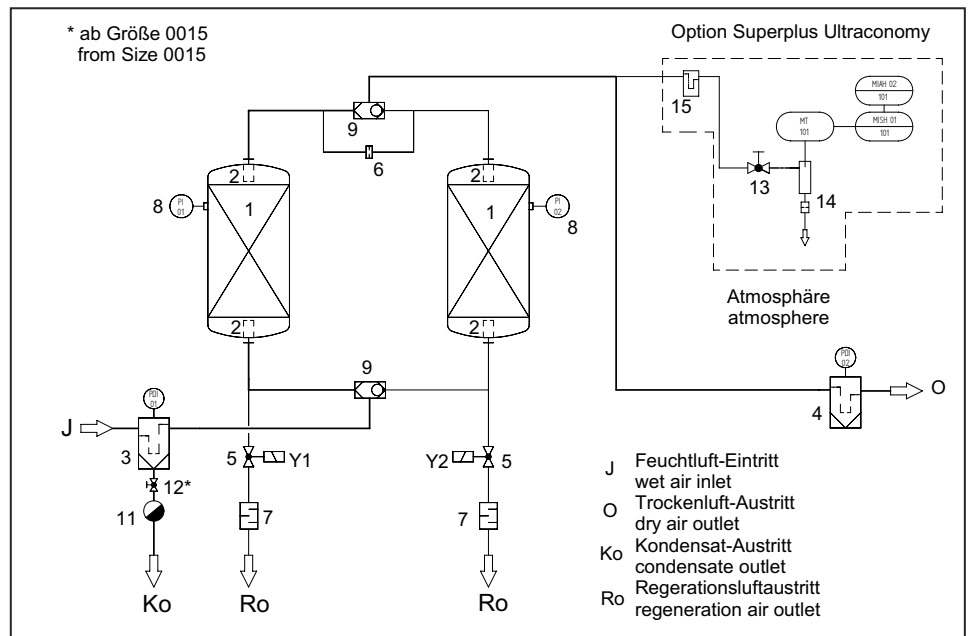 * ab Größe 0015
from Size 0015
Option Superplus Ultraconomy
MIAH 02
101
MT
101
MISH 01
101
15
13
14
Atmosphäre
atmosphere
9
6
2
2
8
PI
01
1
1
PI
02
8
2
2
9
PDI
01
J
3
12*
11
5
Y1
Y2
5
7
7
Ko
Ro
Ro
PDI
02
4
O
J Feuchtluft-Eintritt
wet air inlet
O Trockenluft-Austritt
dry air outlet
Ko Kondensat-Austritt
condensate outlet
Ro Regerationsluftaustritt
regeneration air outlet